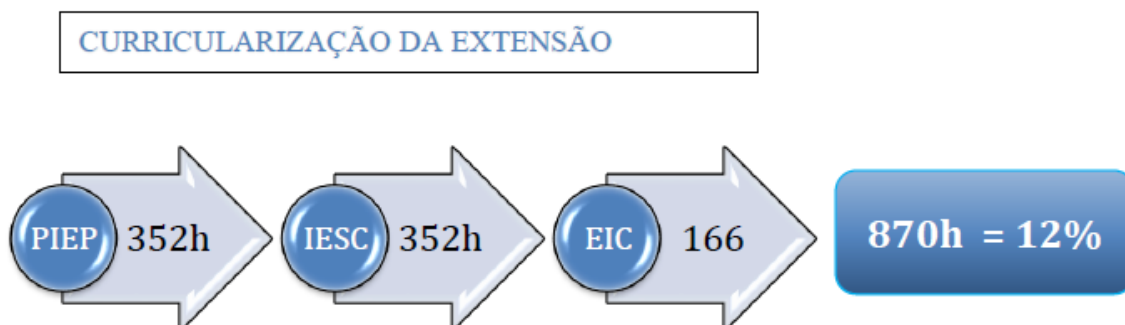 CURRICULARIZAÇÃO DA EXTENSÃO
PIEP 352h IESC 352h EIC 166 870h = 12%